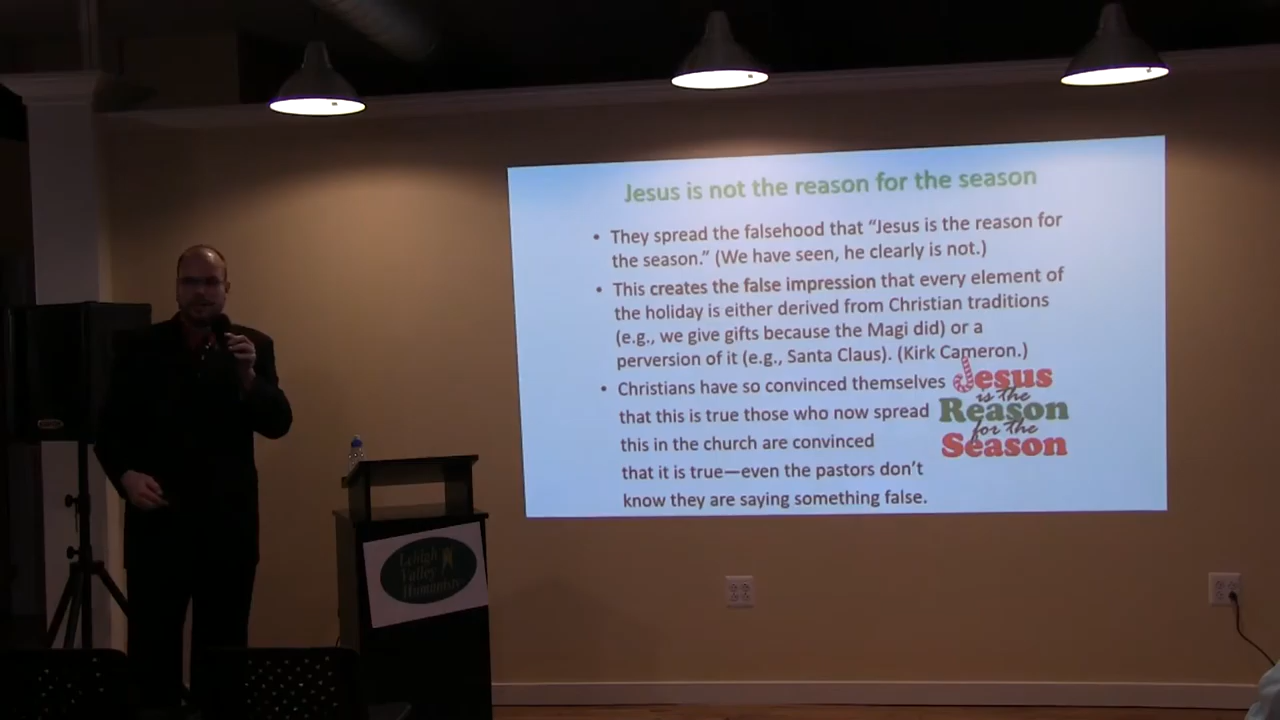 Jesus is not the reason for the season
• They spread the falsehood that “Jesus is the reason for
the season.” (We have seen, he clearly is not.)
• This creates the false impression that every element of
the holiday is either derived from Christian traditions
(e.g., we give gifts because the Magi did) or a
perversion of it (e.g., Santa Claus). (Kirk Cameron.)
• Christians have so convinced themselves
that this is true those who now spread
this in the church are convinced
that it is true—even the pastors don’t
know they are saying something false.
Jesus
is the
Reason
for the
Season
Lehigh
Valley
Humanists